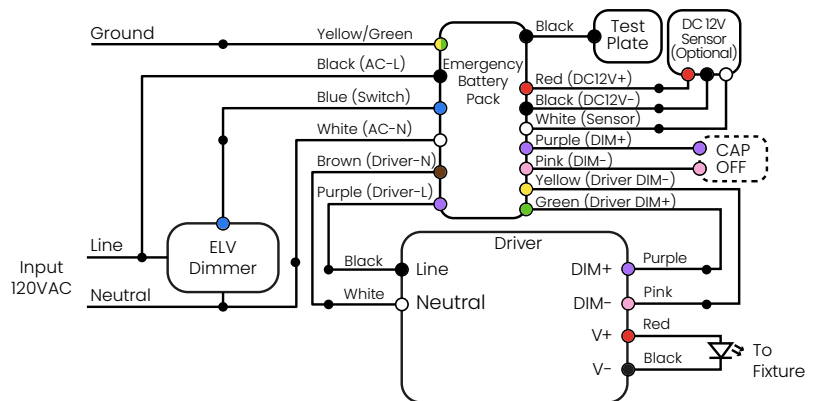 Ground
Yellow/Green
Black (AC-L)
Blue (Switch)
White (AC-N)
Brown (Driver-N)
Purple (Driver-L)
Emergency
Battery
Pack
Black
Test
Plate
DC 12V
Sensor
(Optional)
Red (DC12V+)
Black (DC12V-)
White (Sensor)
Purple (DIM+)
Pink (DIM-)
Yellow (Driver DIM-)
Green (Driver DIM+)
CAP
OFF
Input
120VAC
Line
Neutral
ELV
Dimmer
Driver
Black
Line
White
Neutral
DIM+
Purple
DIM-
Pink
V+
Red
V-
Black
To
Fixture